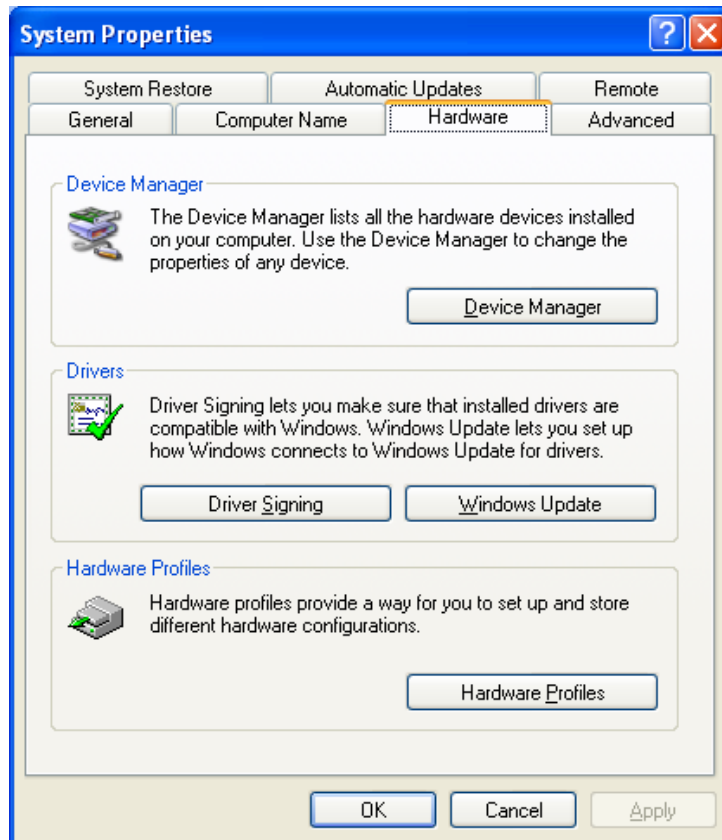 System Properties
System Restore
Automatic Updates
Remote
General
Computer Name
Hardware
Advanced
Device Manager
The Device Manager lists all the hardware devices installed
on your computer. Use the Device Manager to change the
properties of any device.
Device Manager
Drivers
Driver Signing lets you make sure that installed drivers are
compatible with Windows. Windows Update lets you set up
how Windows connects to Windows Update for drivers.
Driver Signing
Windows Update
Hardware Profiles
Hardware profiles provide a way for you to set up and store
different hardware configurations.
Hardware Profiles
OK
Cancel
Apply